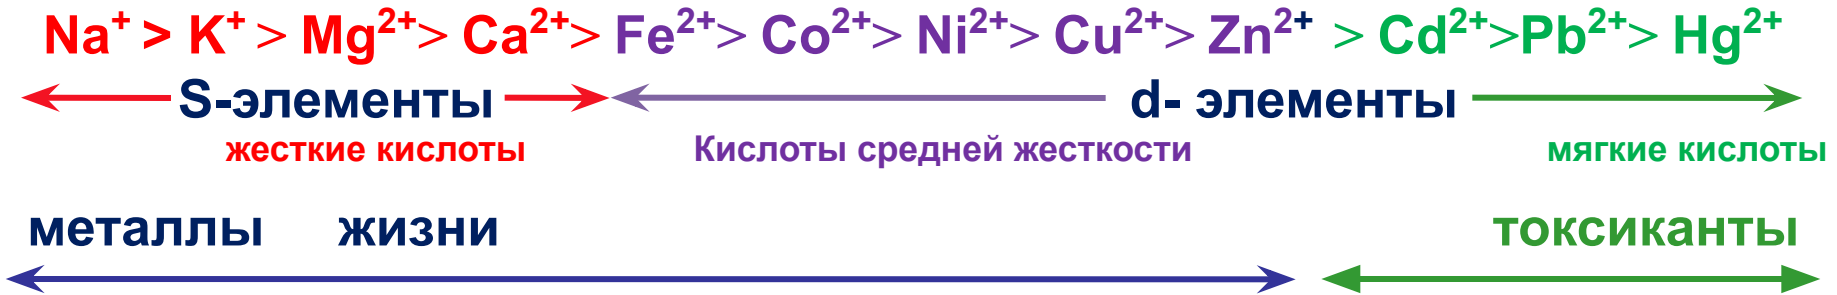 Na⁺ > K⁺ > Mg²⁺> Ca²⁺> Fe²⁺> Co²⁺> Ni²⁺> Cu²⁺> Zn²⁺ > Cd²⁺>Pb²⁺> Hg²⁺
S-элементы d- элементы
жесткие кислоты Кислоты средней жесткости мягкие кислоты
металлы жизни токсиканты